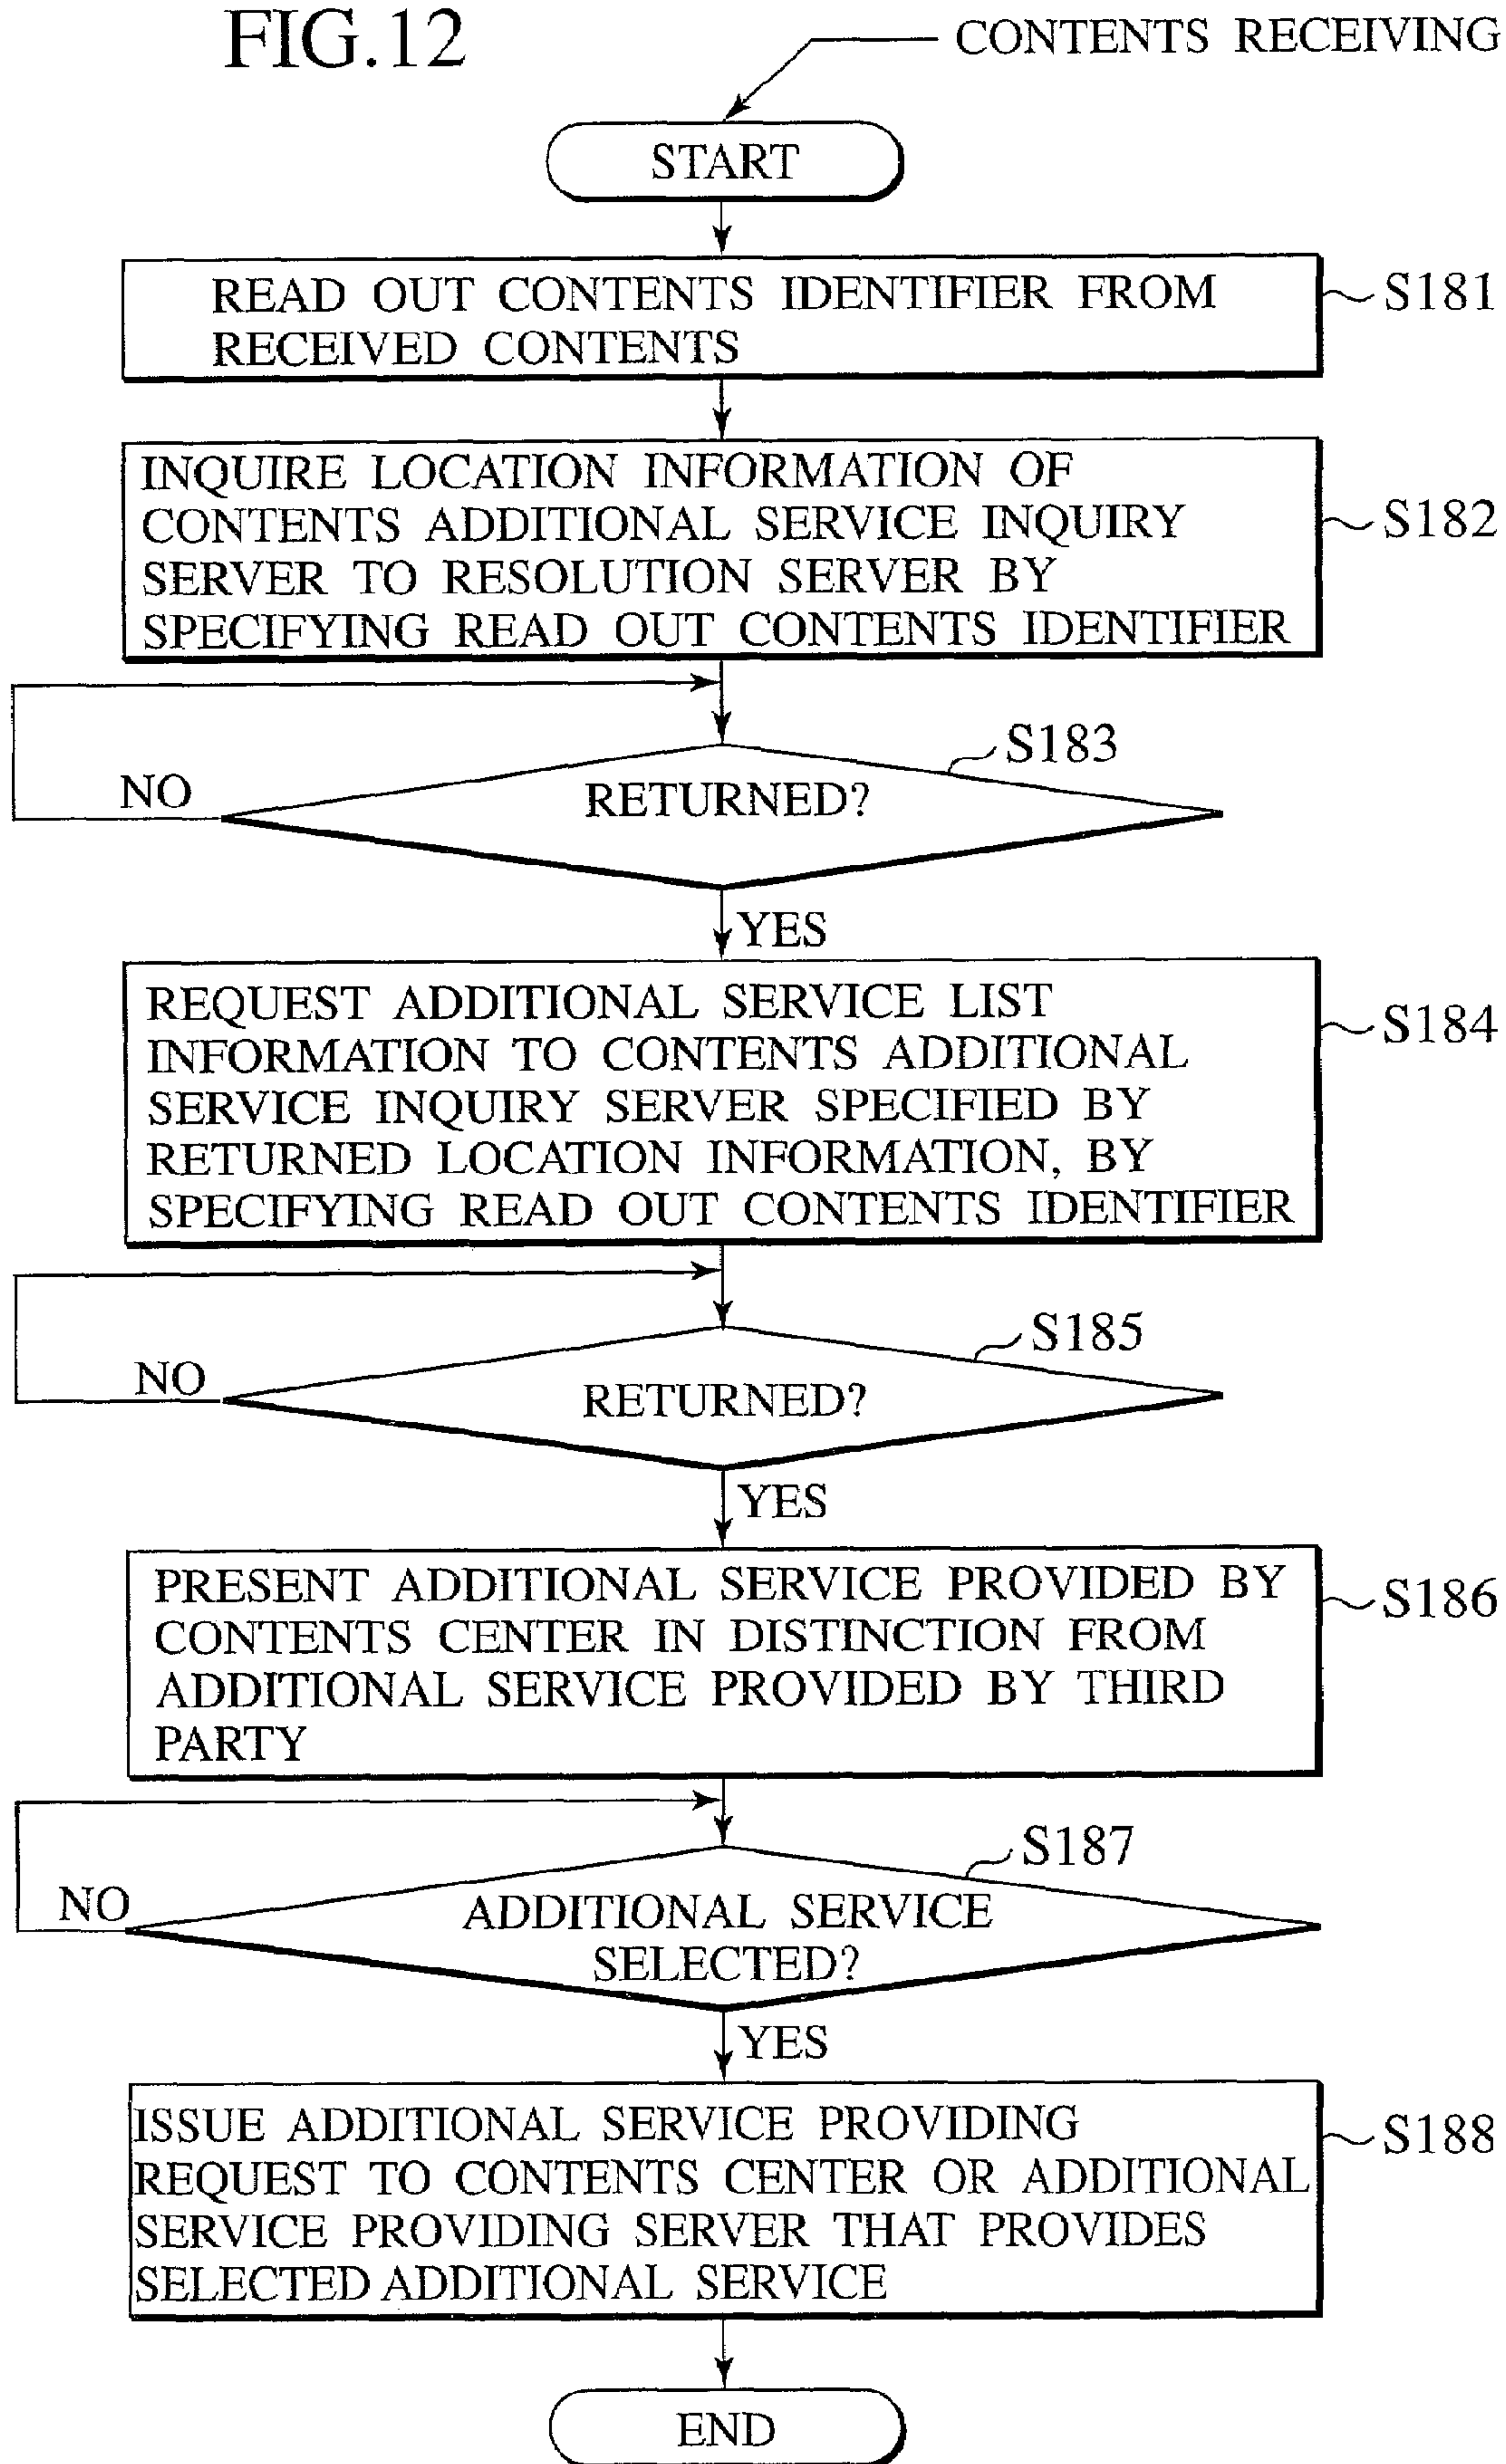 FIG.12
CONTENTS RECEIVING
START
READ OUT CONTENTS IDENTIFIER FROM
RECEIVED CONTENTS
S181
INQUIRE LOCATION INFORMATION OF
CONTENTS ADDITIONAL SERVICE INQUIRY
SERVER TO RESOLUTION SERVER BY
SPECIFYING READ OUT CONTENTS IDENTIFIER
S182
S183
RETURNED?
NO
YES
REQUEST ADDITIONAL SERVICE LIST
INFORMATION TO CONTENTS ADDITIONAL
SERVICE INQUIRY SERVER SPECIFIED BY
RETURNED LOCATION INFORMATION, BY
SPECIFYING READ OUT CONTENTS IDENTIFIER
S184
S185
RETURNED?
NO
YES
PRESENT ADDITIONAL SERVICE PROVIDED BY
CONTENTS CENTER IN DISTINCTION FROM
ADDITIONAL SERVICE PROVIDED BY THIRD
PARTY
S186
S187
NO
ADDITIONAL SERVICE
SELECTED?
YES
ISSUE ADDITIONAL SERVICE PROVIDING
REQUEST TO CONTENTS CENTER OR ADDITIONAL
SERVICE PROVIDING SERVER THAT PROVIDES
SELECTED ADDITIONAL SERVICE
S188
END